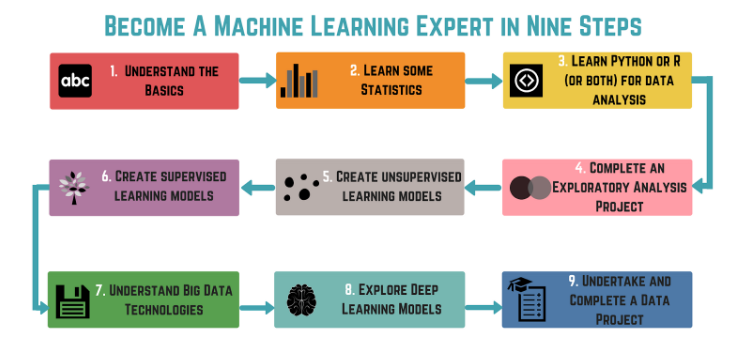 Become A Machine Learning Expert in Nine Steps
abc
1. Understand the
Basics
2. Learn some
Statistics
3. Learn Python or R
(or both) for data
analysis
4. Complete an
Exploratory Analysis
Project
5. Create unsupervised
learning models
6. Create supervised
learning models
7. Understand Big Data
Technologies
8. Explore Deep
Learning Models
9. Undertake and
Complete a Data
Project